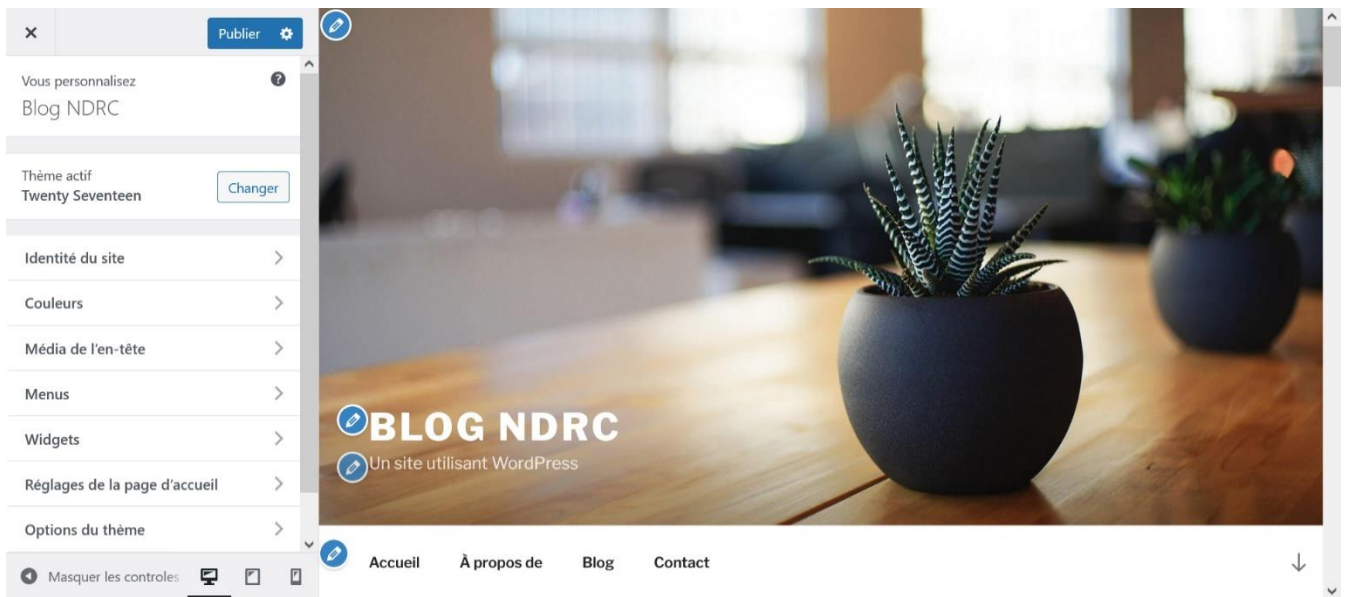 Publier
Vous personnalisez
Blog NDRC
Thème actif
Twenty Seventeen
Changer
Identité du site
Couleurs
Média de l'en-tête
Menus
Widgets
Réglages de la page d'accueil
Options du thème
Masquer les controles
BLOG NDRC
Un site utilisant WordPress
Accueil À propos de Blog Contact